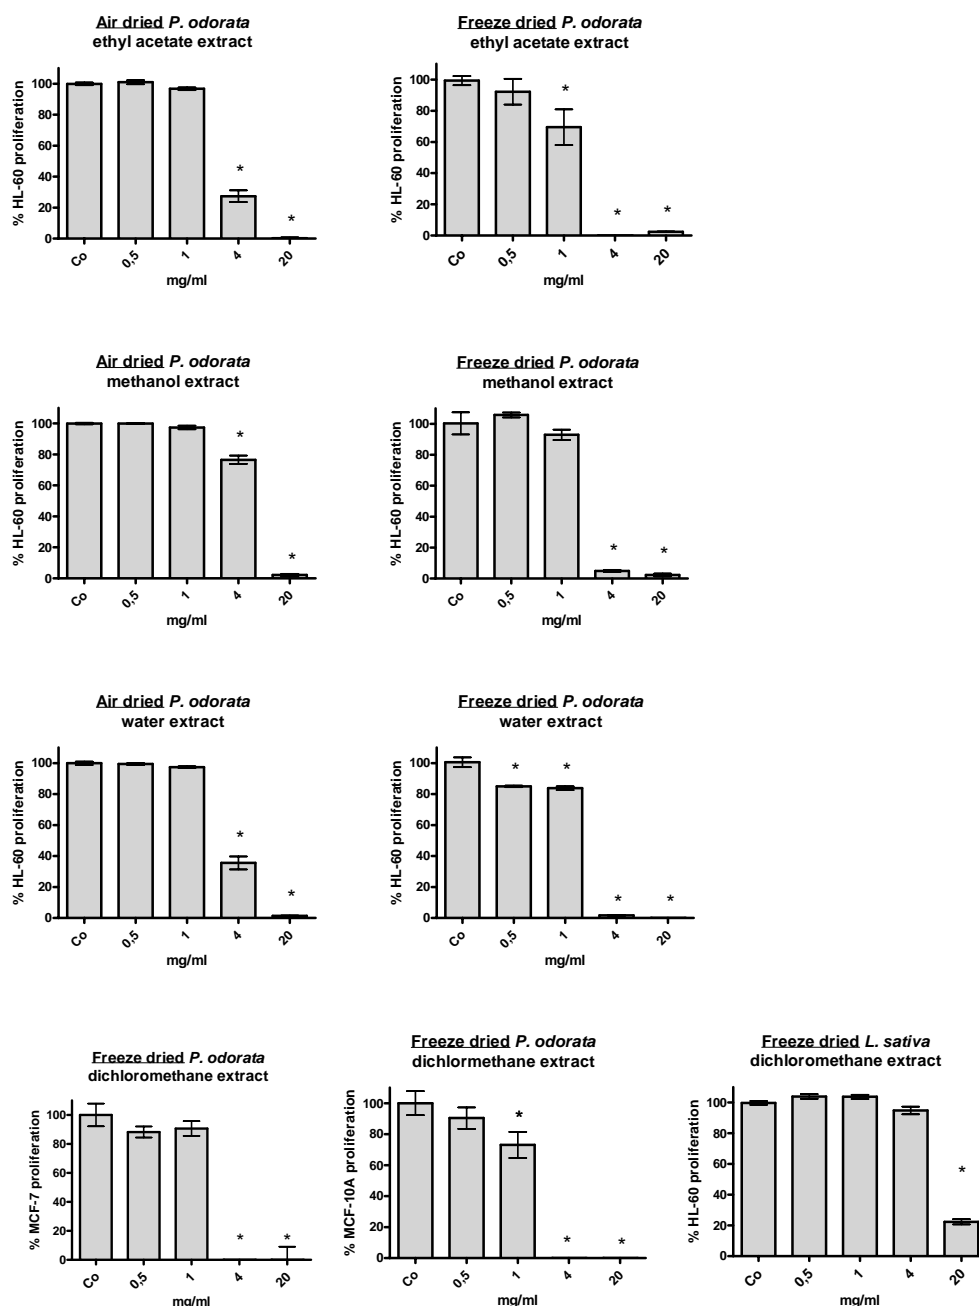 Air dried P. odorata
ethyl acetate extract
% HL-60 proliferation
100
80
60
40
20
0
*
*
Co
0,5
1
4
20
mg/ml
Freeze dried P. odorata
ethyl acetate extract
% HL-60 proliferation
100
80
60
40
20
0
*
*
*
Co
0,5
1
4
20
mg/ml
Air dried P. odorata
methanol extract
% HL-60 proliferation
100
80
60
40
20
0
*
*
Co
0,5
1
4
20
mg/ml
Freeze dried P. odorata
methanol extract
% HL-60 proliferation
100
80
60
40
20
0
*
*
Co
0,5
1
4
20
mg/ml
Air dried P. odorata
water extract
% HL-60 proliferation
100
80
60
40
20
0
*
*
Co
0,5
1
4
20
mg/ml
Freeze dried P. odorata
water extract
% HL-60 proliferation
100
80
60
40
20
0
*
*
*
*
Co
0,5
1
4
20
mg/ml
Freeze dried P. odorata
dichloromethane extract
% MCF-7 proliferation
100
80
60
40
20
0
*
*
Co
0,5
1
4
20
mg/ml
Freeze dried P. odorata
dichlormethane extract
% MCF-10A proliferation
100
80
60
40
20
0
*
*
*
Co
0,5
1
4
20
mg/ml
Freeze dried L. sativa
dichloromethane extract
% HL-60 proliferation
100
80
60
40
20
0
*
Co
0,5
1
4
20
mg/ml